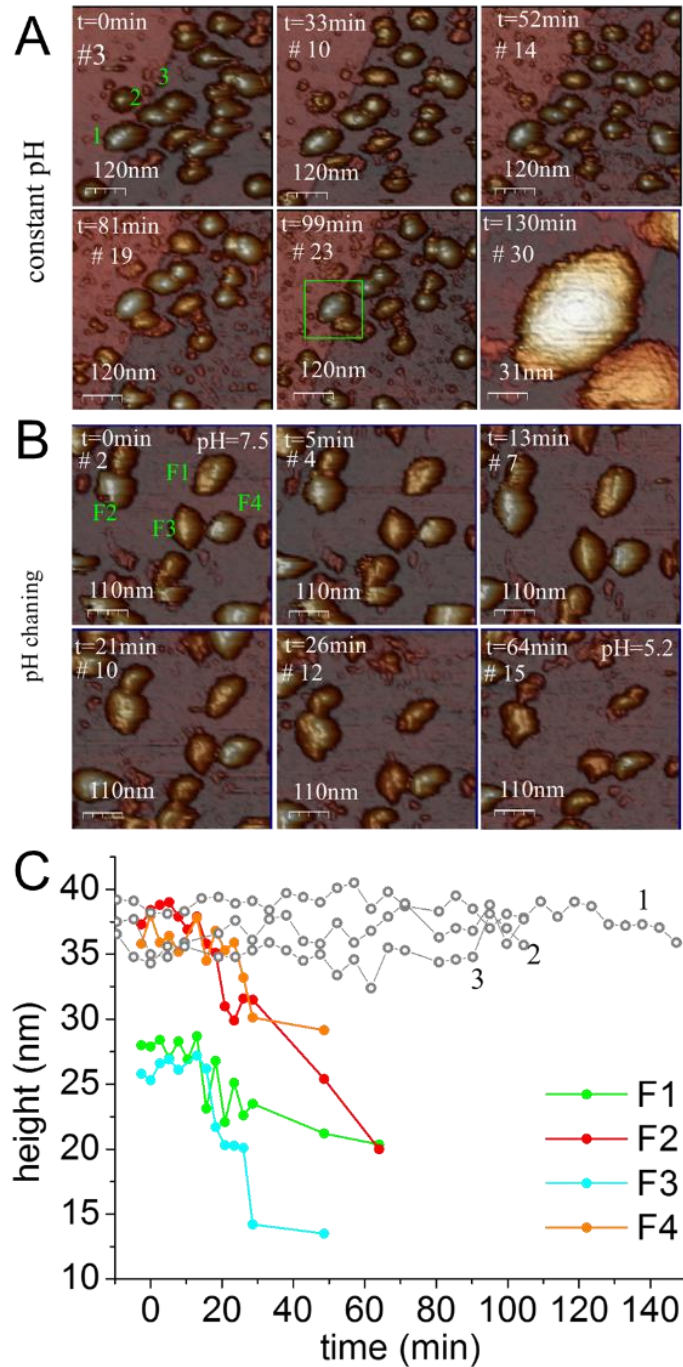 A
constant pH
t=0min
#3
3
2
1
120nm
t=33min
# 10
120nm
t=52min
# 14
120nm
t=81min
# 19
120nm
t=99min
# 23
120nm
t=130min
# 30
31nm
B
pH chaning
t=0min pH=7.5
# 2
F1
F2
F3
F4
110nm
t=5min
# 4
110nm
t=13min
# 7
110nm
t=21min
# 10
110nm
t=26min
# 12
110nm
t=64min pH=5.2
# 15
110nm
C
height (nm)
40
35
30
25
20
15
10
1
2
3
F1
F2
F3
F4
0 20 40 60 80 100 120 140
time (min)